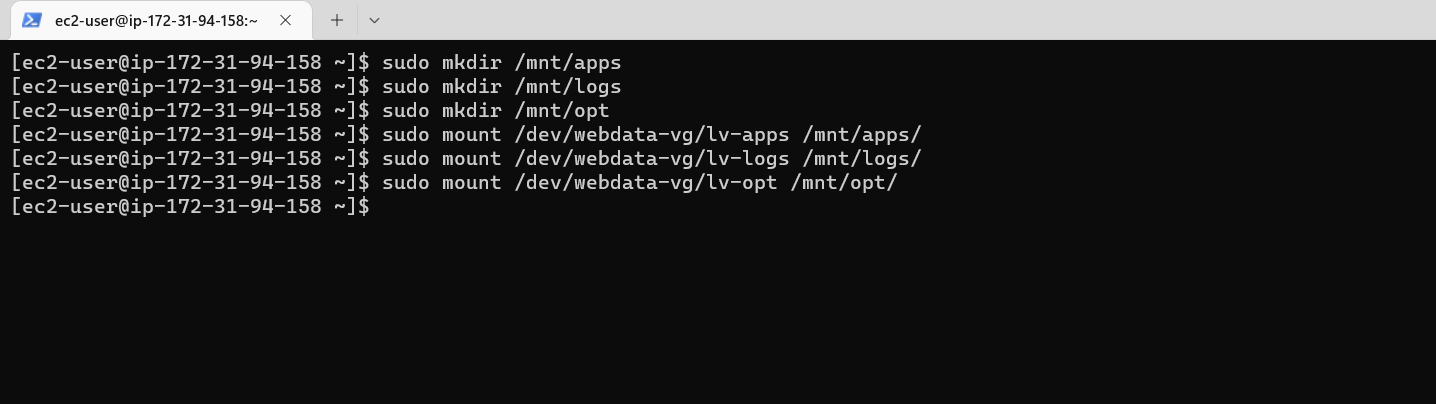 ec2-user@ip-172-31-94-158:~
[ec2-user@ip-172-31-94-158 ~]$ sudo mkdir /mnt/apps
[ec2-user@ip-172-31-94-158 ~]$ sudo mkdir /mnt/logs
[ec2-user@ip-172-31-94-158 ~]$ sudo mkdir /mnt/opt
[ec2-user@ip-172-31-94-158 ~]$ sudo mount /dev/webdata-vg/lv-apps /mnt/apps/
[ec2-user@ip-172-31-94-158 ~]$ sudo mount /dev/webdata-vg/lv-logs /mnt/logs/
[ec2-user@ip-172-31-94-158 ~]$ sudo mount /dev/webdata-vg/lv-opt /mnt/opt/
[ec2-user@ip-172-31-94-158 ~]$